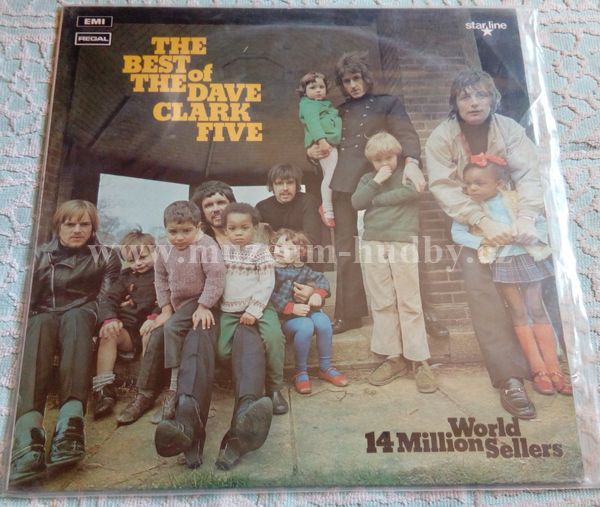 EMI
REGAL
starline
THE
BEST
of
THE DAVE
CLARK
FIVE
www.muzeum-hudby.cz
14 Million World Sellers